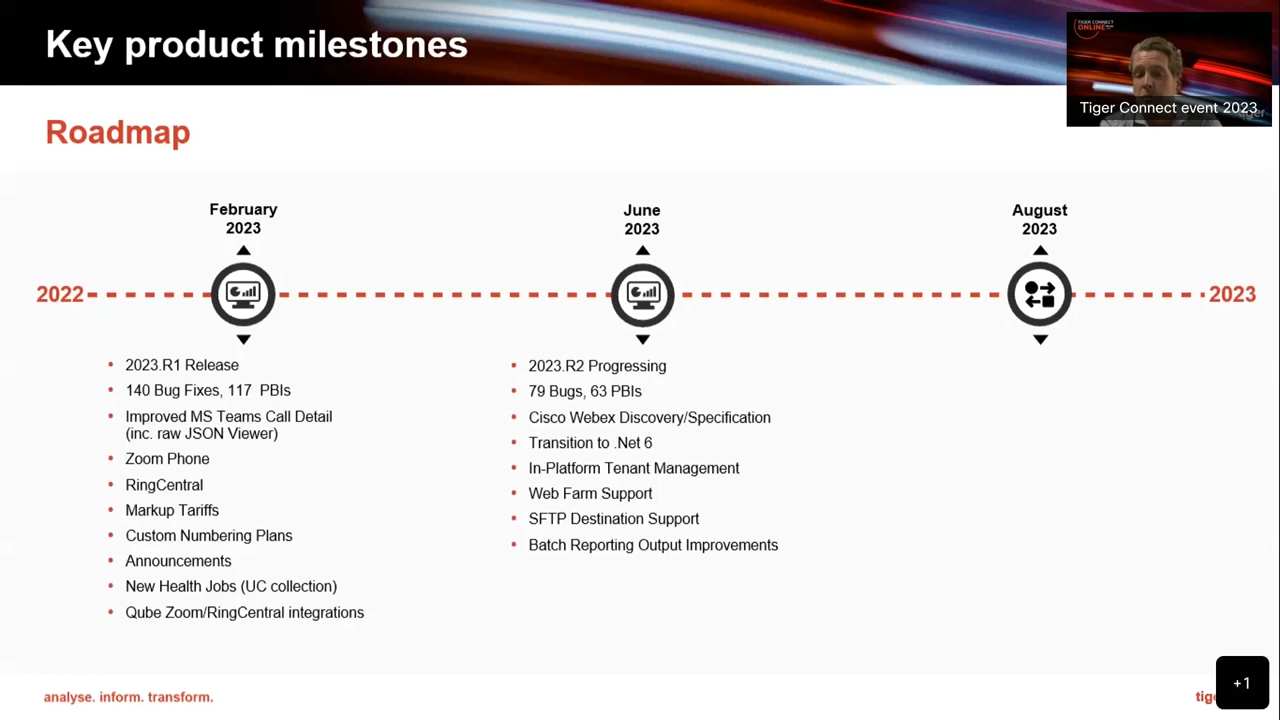 Key product milestones
TIGER CONNECT
ONLINE
Tiger Connect event 2023
Roadmap
February
2023
June
2023
August
2023
2022
2023
• 2023.R1 Release
• 140 Bug Fixes, 117 PBIs
• Improved MS Teams Call Detail
(inc. raw JSON Viewer)
• Zoom Phone
• RingCentral
• Markup Tariffs
• Custom Numbering Plans
• Announcements
• New Health Jobs (UC collection)
• Qube Zoom/RingCentral integrations
• 2023.R2 Progressing
• 79 Bugs, 63 PBIs
• Cisco Webex Discovery/Specification
• Transition to .Net 6
• In-Platform Tenant Management
• Web Farm Support
• SFTP Destination Support
• Batch Reporting Output Improvements
analyse. inform. transform.
+1